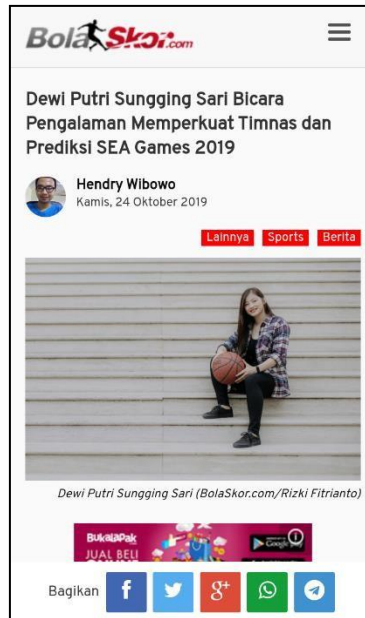 BolaSkor.com
Dewi Putri Sungging Sari Bicara
Pengalaman Memperkuat Timnas dan
Prediksi SEA Games 2019
Hendry Wibowo
Kamis, 24 Oktober 2019
Lainnya Sports Berita
Dewi Putri Sungging Sari (BolaSkor.com/Rizki Fitrianto)
BukaLapak
JUAL BELI
Bagikan